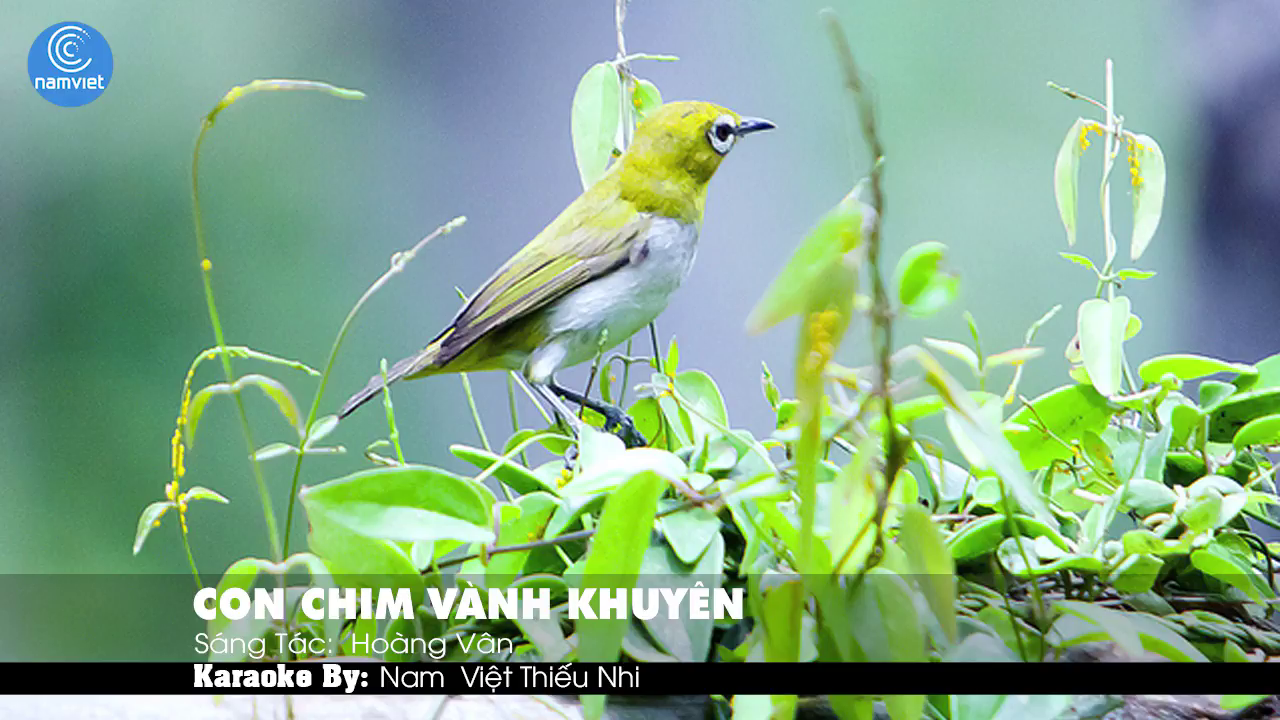 namviet
CON CHIM VÀNH KHUYÊN
Sáng Tác: Hoàng Vân
Karaoke By: Nam Việt Thiếu Nhi